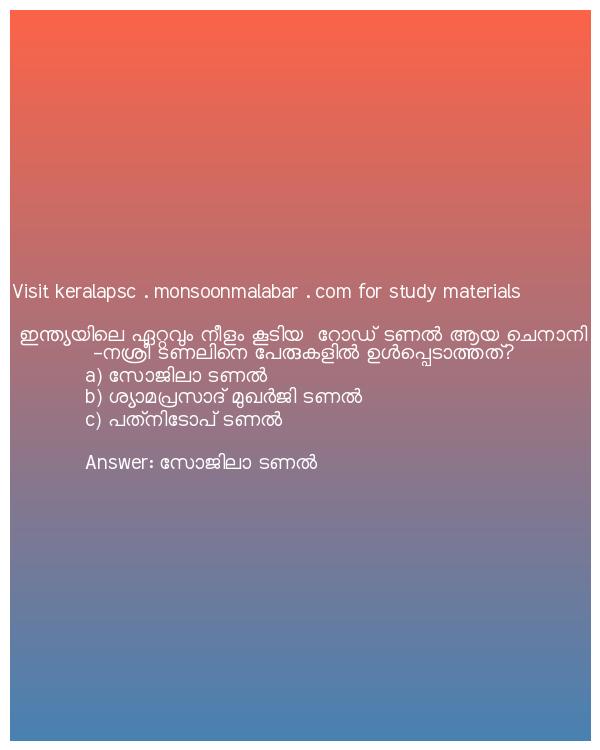 Visit keralapsc . monsoonmalabar . com for study materials
ഇന്ത്യയിലെ ഏറ്റവും നീളം കൂടിയ റോഡ് ടണൽ ആയ ചെനാനി
-നശ്രീ ടണലിനെ പേരുകളിൽ ഉൾപ്പെടാത്തത്?
a) സോജിലാ ടണൽ
b) ശ്യാമപ്രസാദ് മുഖർജി ടണൽ
c) പത്നിടോപ് ടണൽ
Answer: സോജിലാ ടണൽ